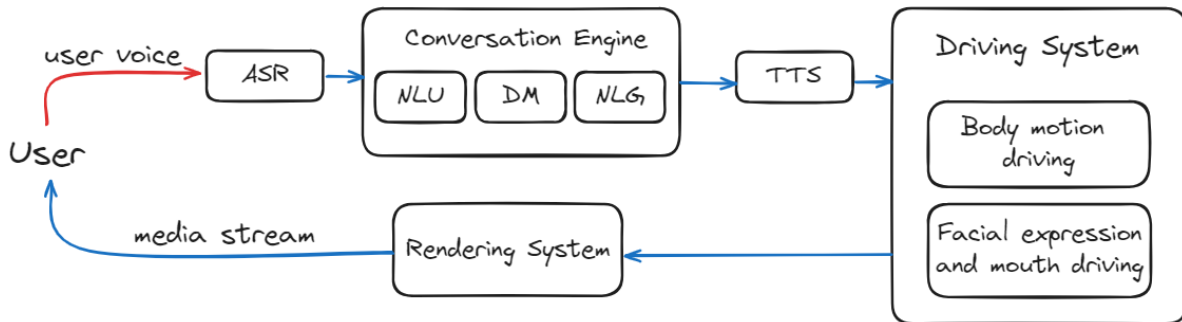 user voice
ASR
Conversation Engine
NLU
DM
NLG
TTS
Driving System
Body motion
driving
Facial expression
and mouth driving
User
media stream
Rendering System